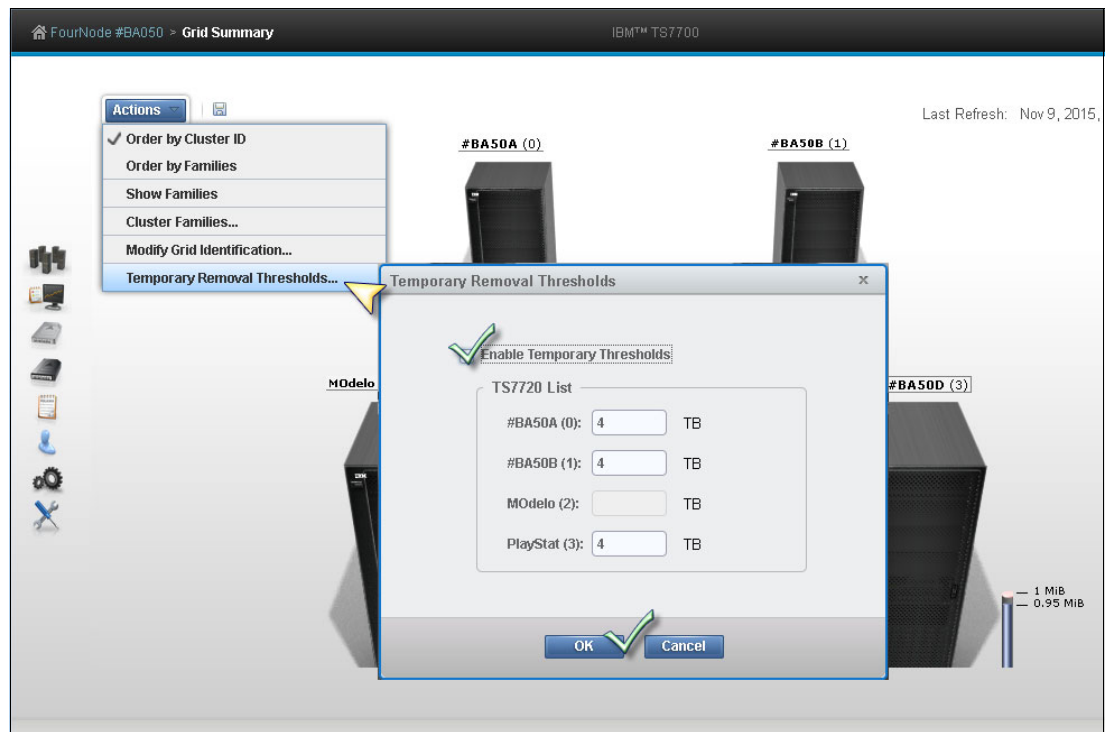 FourNode #BA050 > Grid Summary
IBM™ TS7700
Actions
Last Refresh: Nov 9, 2015,
Order by Cluster ID
Order by Families
Show Families
Cluster Families...
Modify Grid Identification...
Temporary Removal Thresholds...
#BA50A (0)
#BA50B (1)
MOdelo
#BA50D (3)
Temporary Removal Thresholds x
Enable Temporary Thresholds
TS7720 List
#BA50A (0): 4 TB
#BA50B (1): 4 TB
MOdelo (2): TB
PlayStat (3): 4 TB
OK
Cancel
1 MiB
0.95 MiB